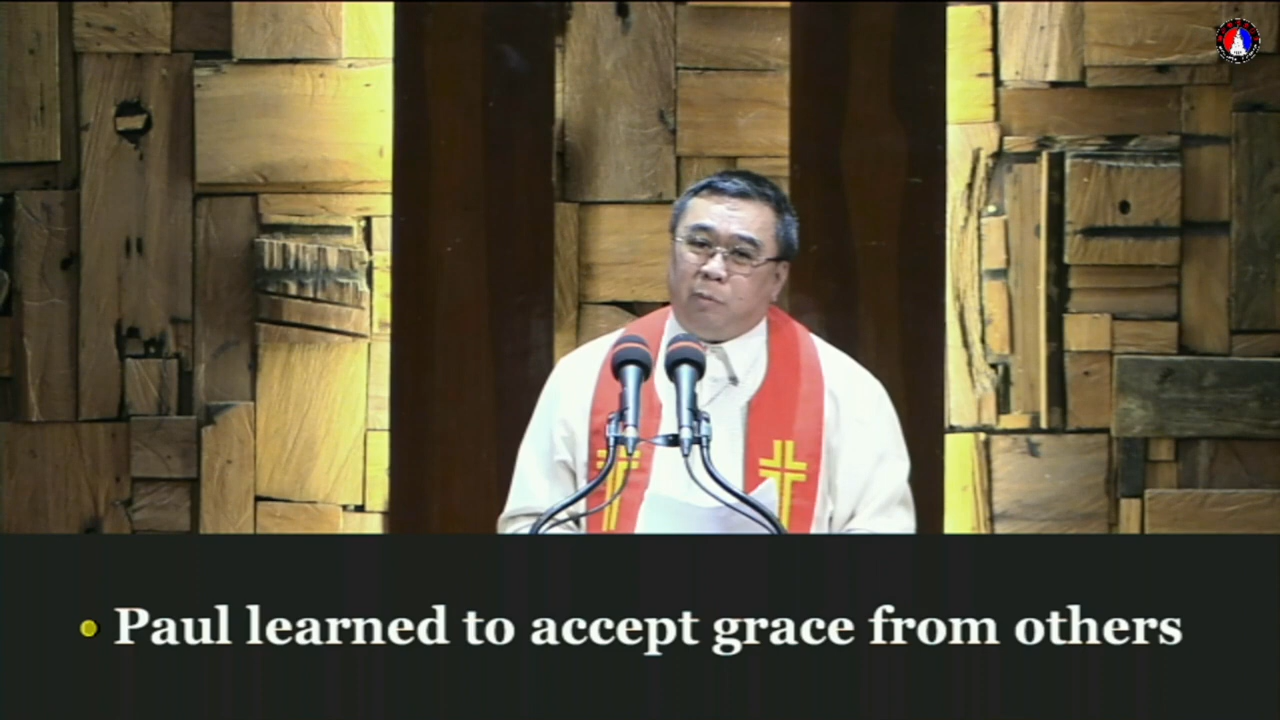 • Paul learned to accept grace from others